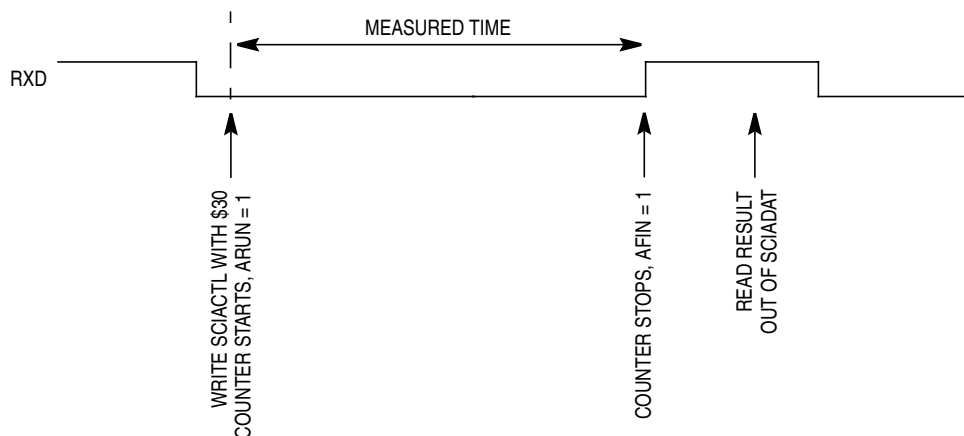 MEASURED TIME
RXD
WRITE SCIACTL WITH $30
COUNTER STARTS, ARUN = 1
COUNTER STOPS, AFIN = 1
READ RESULT
OUT OF SCIADAT